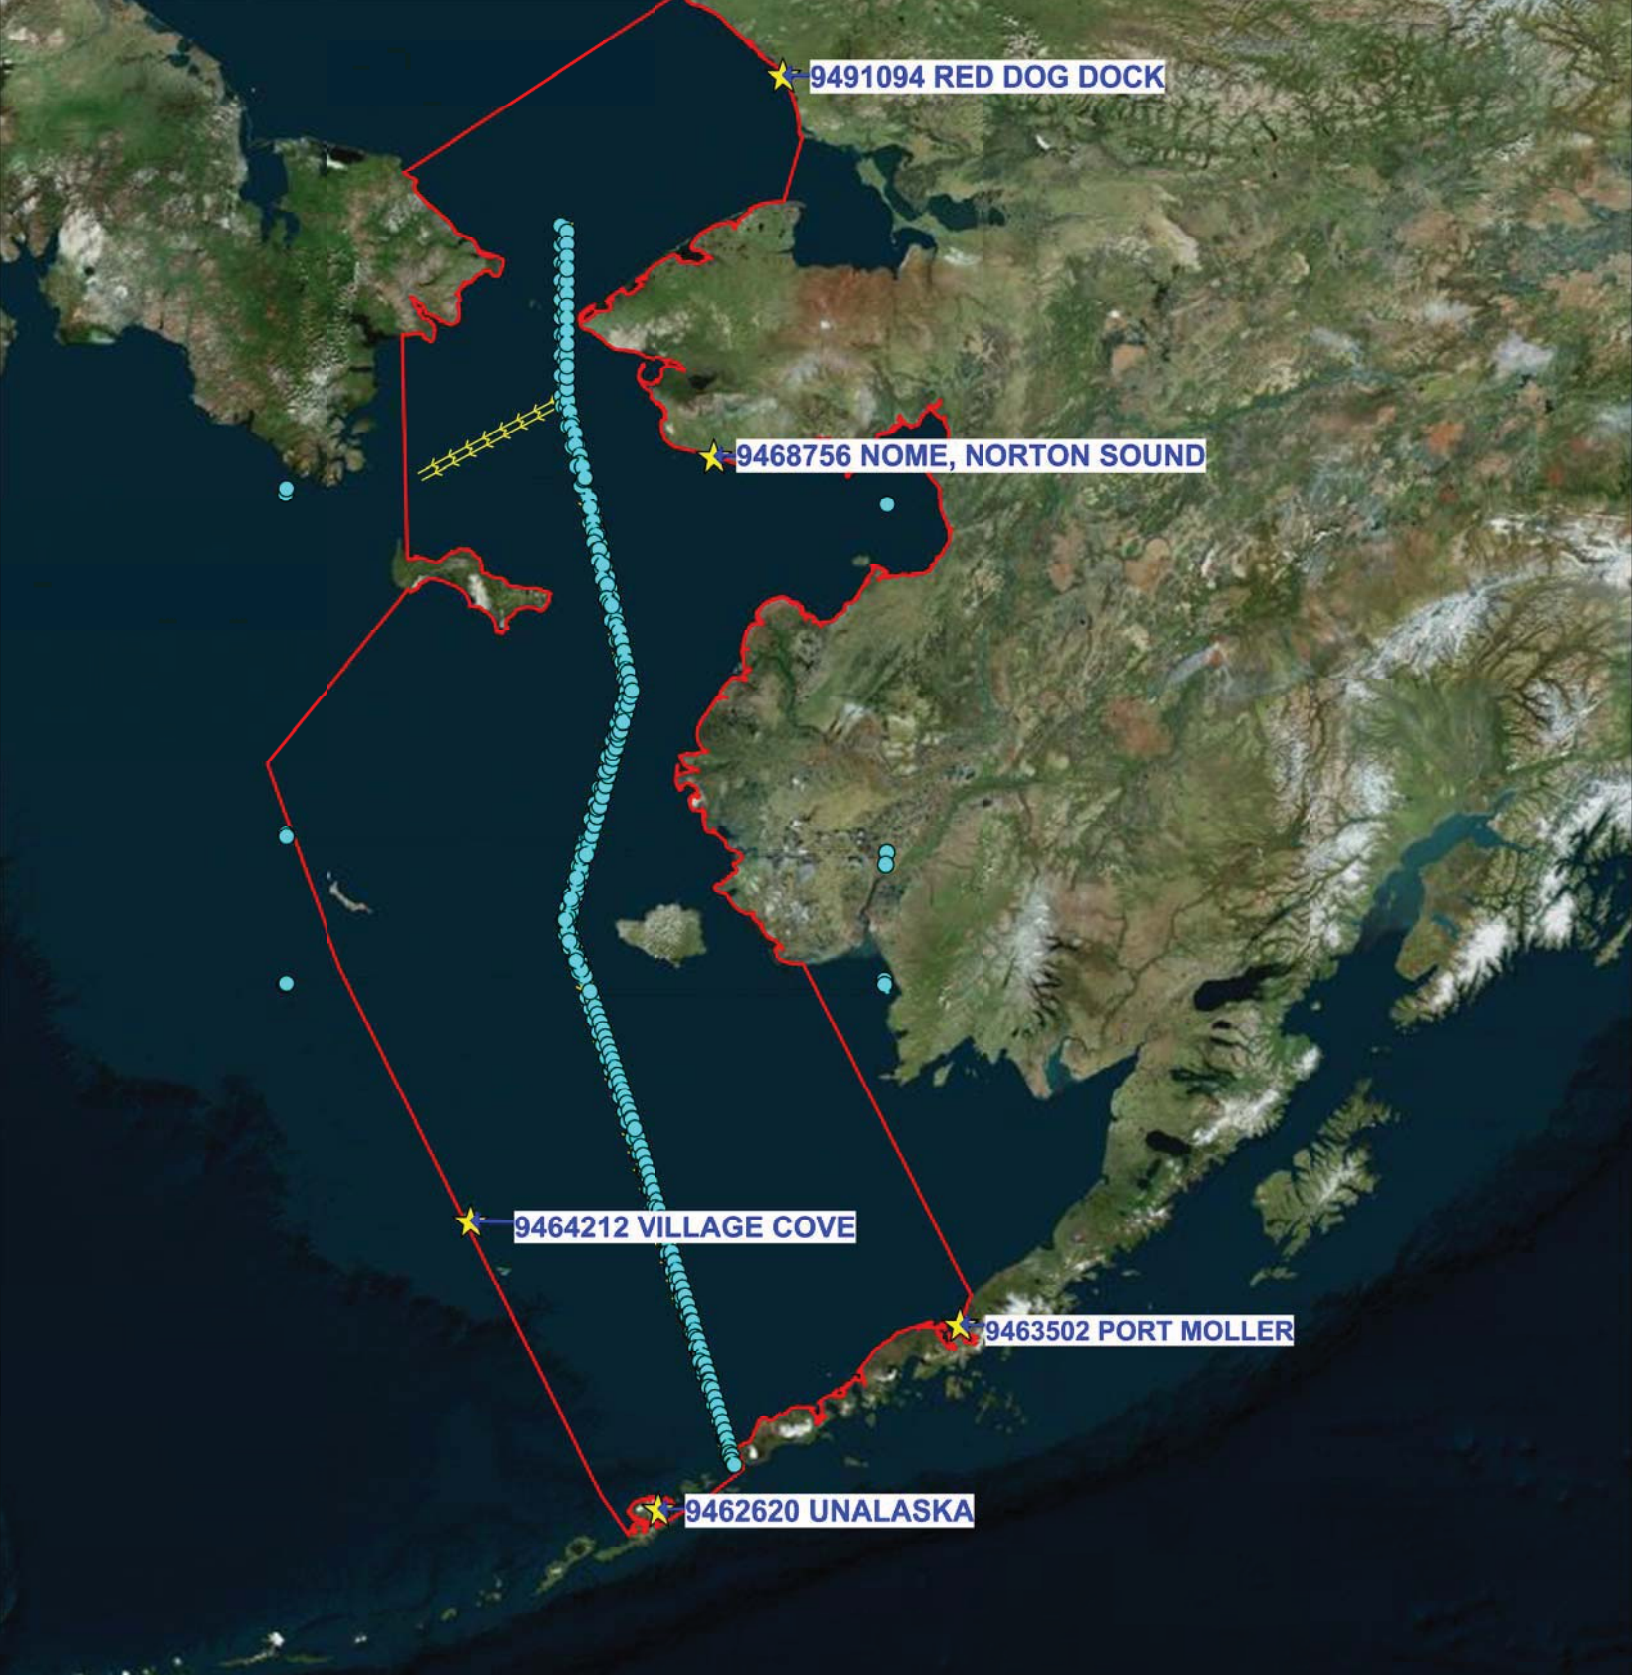 9491094 RED DOG DOCK
9468756 NOME, NORTON SOUND
9464212 VILLAGE COVE
9463502 PORT MOLLER
9462620 UNALASKA